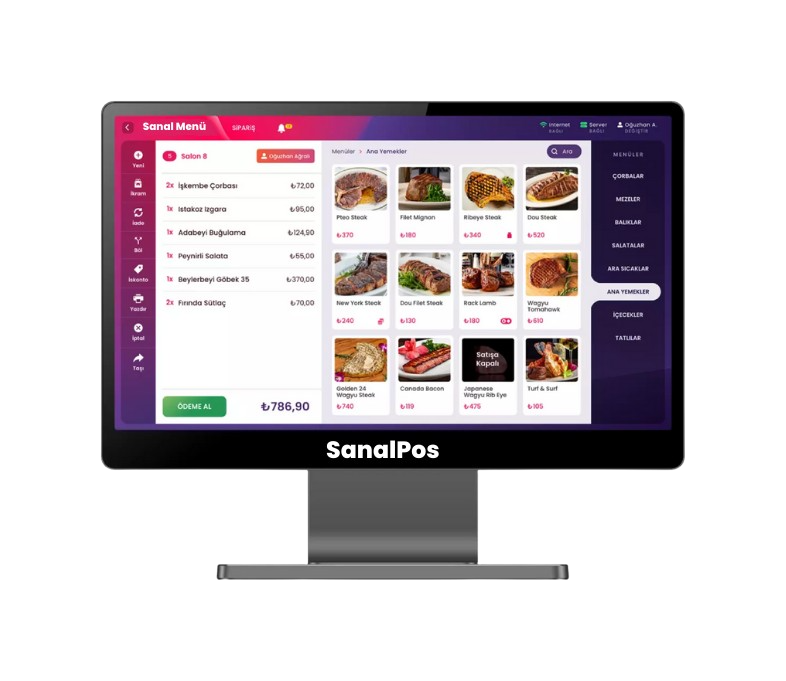 Sanal Menü
SİPARİŞ
Internet
BAĞLI
Server
BAĞLI
Oğuzhan A.
DEĞİŞTİR
Yeni
İkram
İade
Böl
İskonto
Yazdır
İptal
Taşı
5 Salon 8
Oğuzhan Ağralı
2x İşkembe Çorbası ₺72,00
1x Istakoz Izgara ₺95,00
1x Adabeyi Buğulama ₺124,90
1x Peynirli Salata ₺55,00
1x Beylerbeyi Göbek 35 ₺370,00
2x Fırında Sütlaç ₺70,00
ÖDEME AL ₺786,90
Menüler > Ana Yemekler
Ara
Pteo Steak
₺370
Filet Mignon
₺180
Ribeye Steak
₺340
Dou Steak
₺520
New York Steak
₺240
Dou Filet Steak
₺130
Rack Lamb
₺180
Wagyu
Tomahawk
₺610
Golden 24
Wagyu Steak
₺740
Canada Bacon
₺119
Satışa
Kapalı
Japanese
Wagyu Rib Eye
₺475
Turf & Surf
₺105
MENÜLER
ÇORBALAR
MEZELER
BALIKLAR
SALATALAR
ARA SICAKLAR
ANA YEMEKLER
İÇECEKLER
TATLILAR
SanalPos